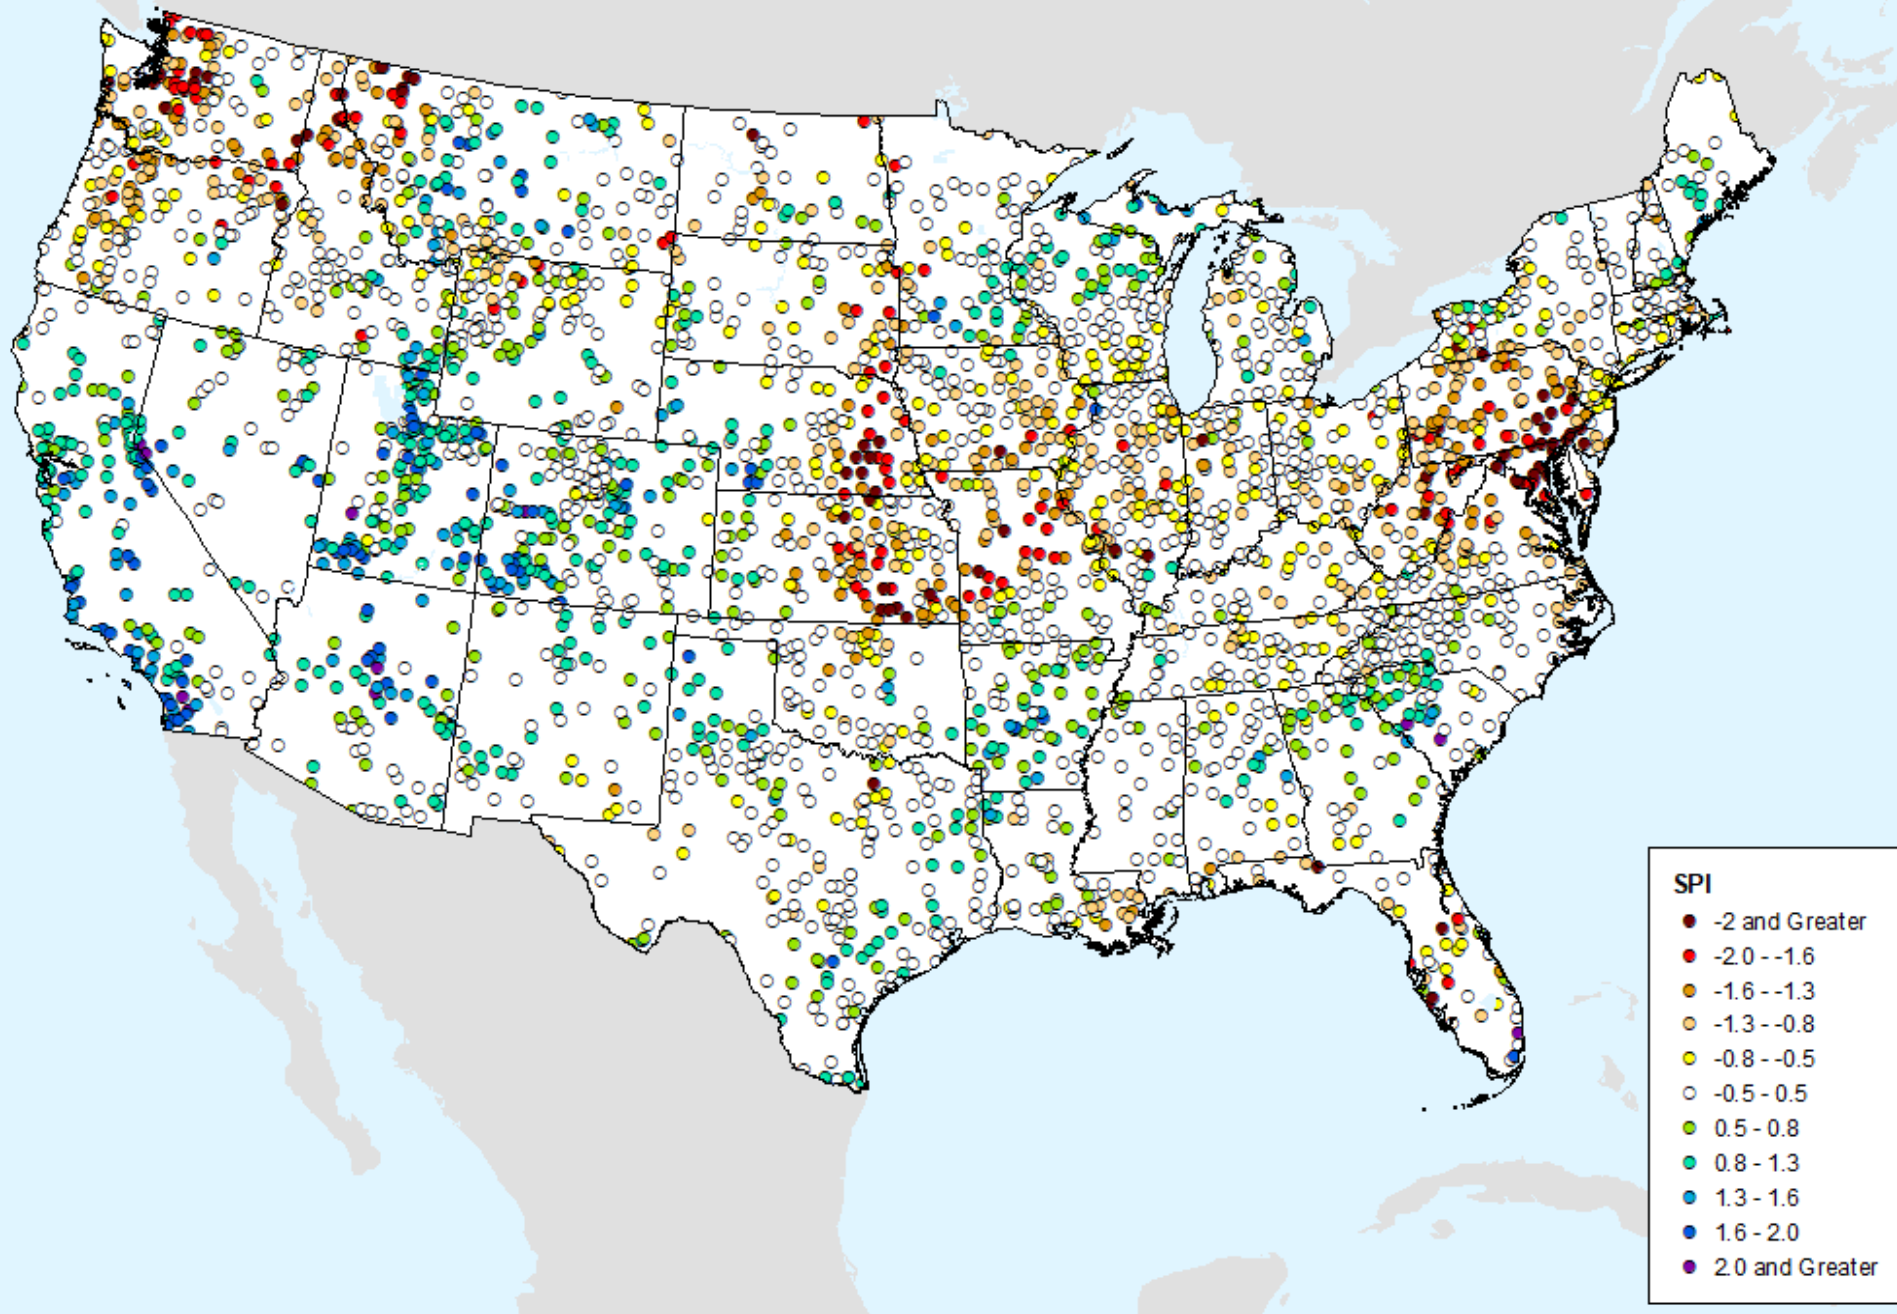 SPI
-2 and Greater
-2.0 - -1.6
-1.6 - -1.3
-1.3 - -0.8
-0.8 - -0.5
-0.5 - 0.5
0.5 - 0.8
0.8 - 1.3
1.3 - 1.6
1.6 - 2.0
2.0 and Greater